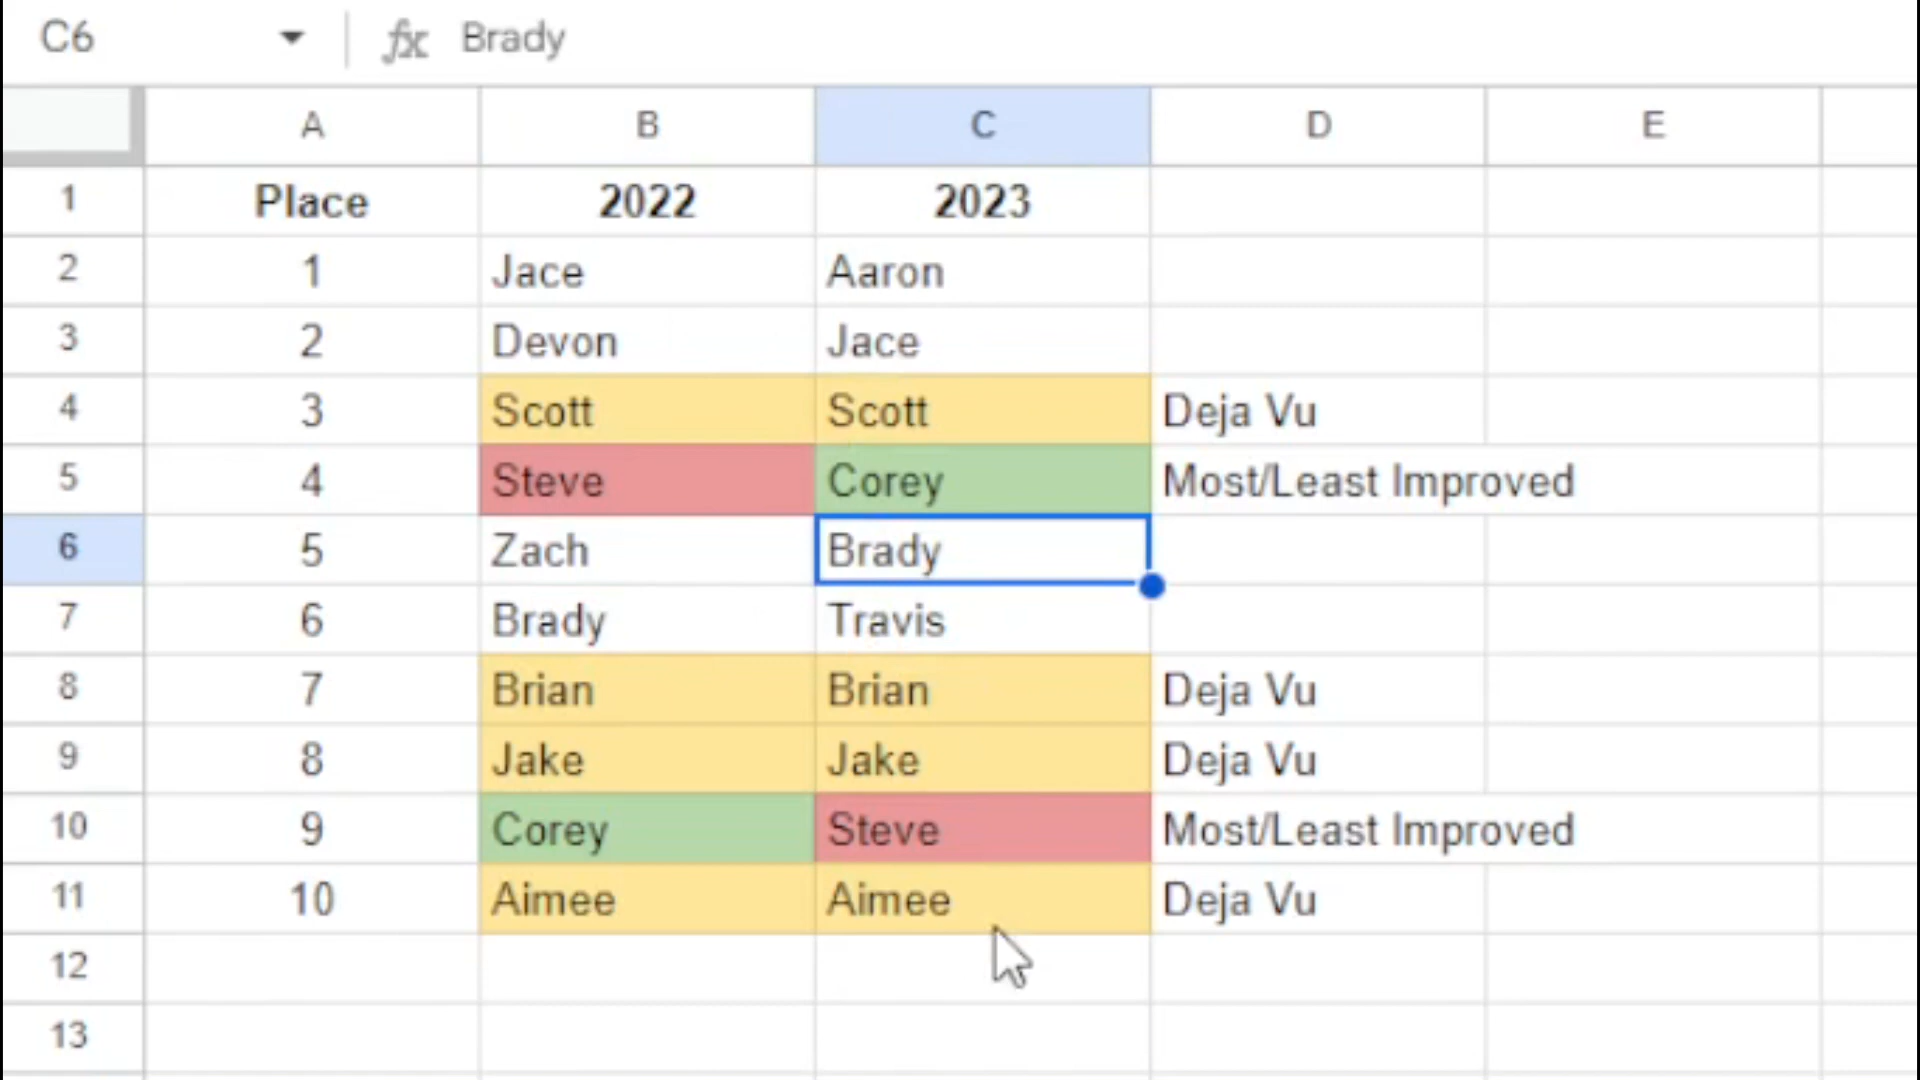 C6 fx Brady
A B C D E
1 Place 2022 2023
2 1 Jace Aaron
3 2 Devon Jace
4 3 Scott Scott Deja Vu
5 4 Steve Corey Most/Least Improved
6 5 Zach Brady
7 6 Brady Travis
8 7 Brian Brian Deja Vu
9 8 Jake Jake Deja Vu
10 9 Corey Steve Most/Least Improved
11 10 Aimee Aimee Deja Vu
12
13